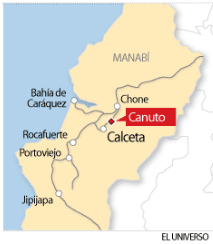 MANABÍ
Bahía de
Caráquez
Chone
Canuto
Rocafuerte
Calceta
Portoviejo
Jipijapa
EL UNIVERSO